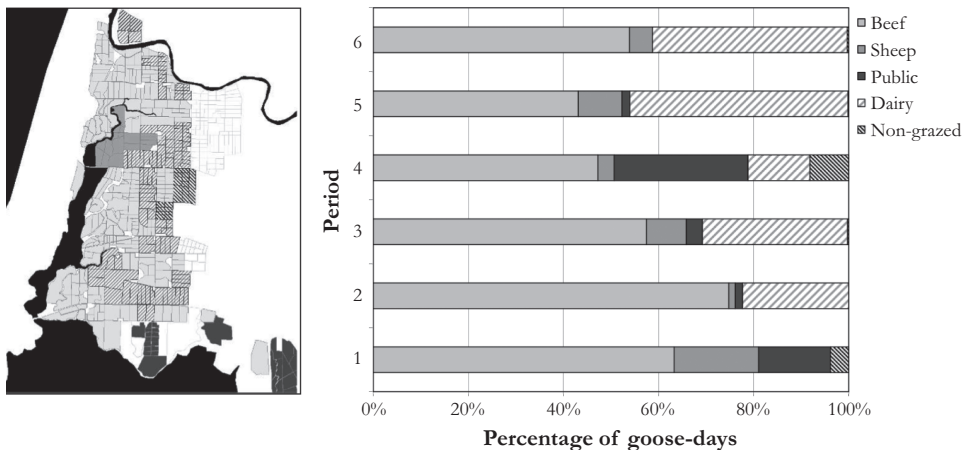 Beef
Sheep
Public
Dairy
Non-grazed
Period
6
5
4
3
2
1
0%
20%
40%
60%
80%
100%
Percentage of goose-days